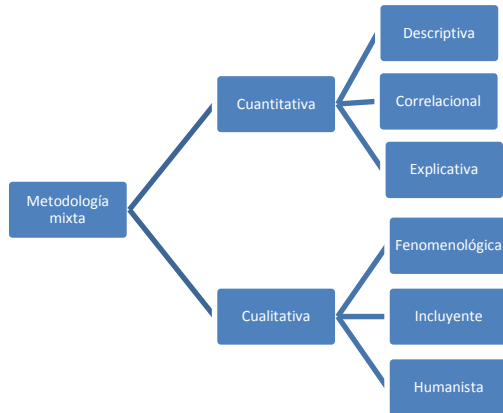 Metodología
mixta
Cuantitativa
Descriptiva
Correlacional
Explicativa
Cualitativa
Fenomenológica
Incluyente
Humanista